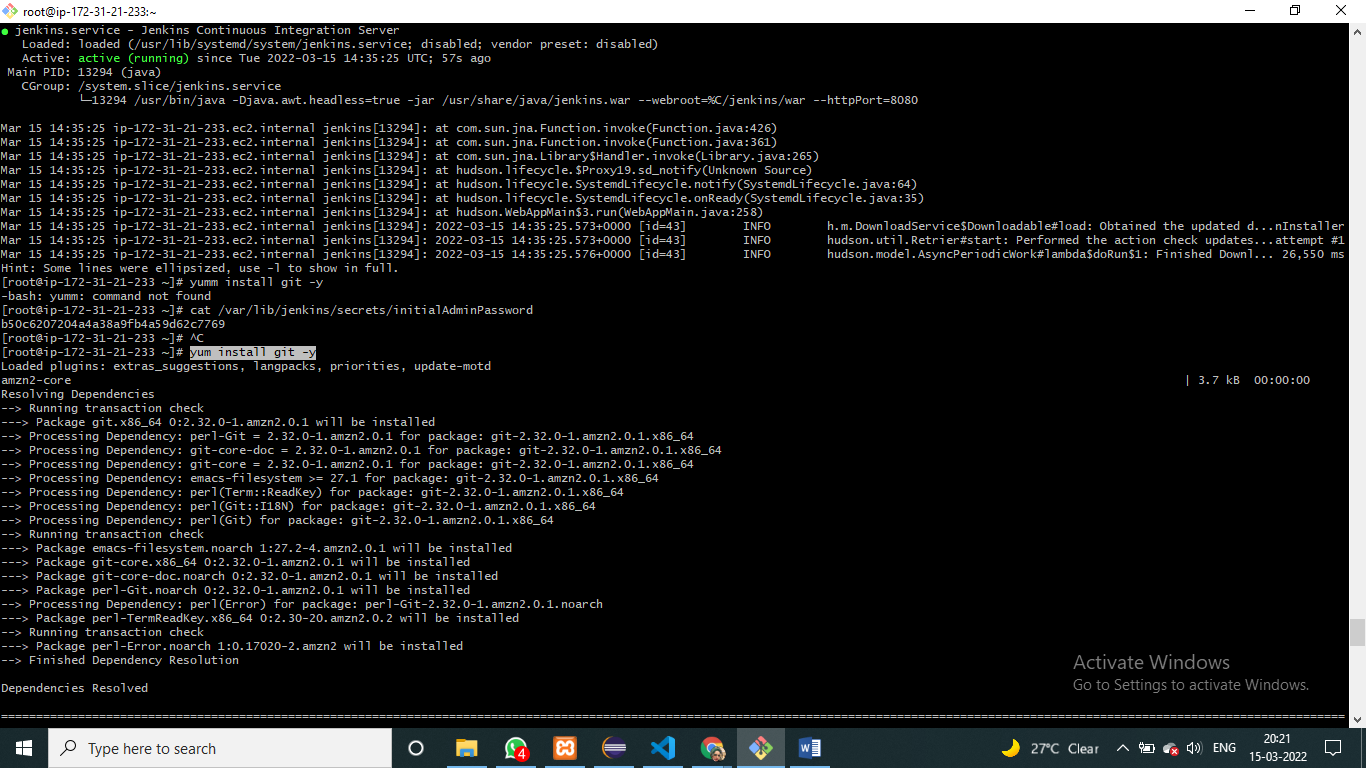 root@ip-172-31-21-233:~
● jenkins.service - Jenkins Continuous Integration Server
Loaded: loaded (/usr/lib/systemd/system/jenkins.service; disabled; vendor preset: disabled)
Active: active (running) since Tue 2022-03-15 14:35:25 UTC; 57s ago
Main PID: 13294 (java)
CGroup: /system.slice/jenkins.service
└─13294 /usr/bin/java -Djava.awt.headless=true -jar /usr/share/java/jenkins.war --webroot=%C/jenkins/war --httpPort=8080
Mar 15 14:35:25 ip-172-31-21-233.ec2.internal jenkins[13294]: at com.sun.jna.Function.invoke(Function.java:426)
Mar 15 14:35:25 ip-172-31-21-233.ec2.internal jenkins[13294]: at com.sun.jna.Function.invoke(Function.java:361)
Mar 15 14:35:25 ip-172-31-21-233.ec2.internal jenkins[13294]: at com.sun.jna.Library$Handler.invoke(Library.java:265)
Mar 15 14:35:25 ip-172-31-21-233.ec2.internal jenkins[13294]: at hudson.lifecycle.$Proxy19.sd_notify(Unknown Source)
Mar 15 14:35:25 ip-172-31-21-233.ec2.internal jenkins[13294]: at hudson.lifecycle.SystemdLifecycle.notify(SystemdLifecycle.java:64)
Mar 15 14:35:25 ip-172-31-21-233.ec2.internal jenkins[13294]: at hudson.lifecycle.SystemdLifecycle.onReady(SystemdLifecycle.java:35)
Mar 15 14:35:25 ip-172-31-21-233.ec2.internal jenkins[13294]: at hudson.WebAppMain$3.run(WebAppMain.java:258)
Mar 15 14:35:25 ip-172-31-21-233.ec2.internal jenkins[13294]: 2022-03-15 14:35:25.573+0000 [id=43] INFO h.m.DownloadService$Downloadable#load: Obtained the updated d...nInstaller
Mar 15 14:35:25 ip-172-31-21-233.ec2.internal jenkins[13294]: 2022-03-15 14:35:25.573+0000 [id=43] INFO hudson.util.Retrier#start: Performed the action check updates...attempt #1
Mar 15 14:35:25 ip-172-31-21-233.ec2.internal jenkins[13294]: 2022-03-15 14:35:25.576+0000 [id=43] INFO hudson.model.AsyncPeriodicWork#lambda$doRun$1: Finished Downl... 26,550 ms
Hint: Some lines were ellipsized, use -l to show in full.
[root@ip-172-31-21-233 ~]# yumm install git -y
-bash: yumm: command not found
[root@ip-172-31-21-233 ~]# cat /var/lib/jenkins/secrets/initialAdminPassword
b50c6207204a4a38a9fb4a59d62c7769
[root@ip-172-31-21-233 ~]# ^C
[root@ip-172-31-21-233 ~]# yum install git -y
Loaded plugins: extras_suggestions, langpacks, priorities, update-motd
amzn2-core | 3.7 kB 00:00:00
Resolving Dependencies
--> Running transaction check
---> Package git.x86_64 0:2.32.0-1.amzn2.0.1 will be installed
--> Processing Dependency: perl-Git = 2.32.0-1.amzn2.0.1 for package: git-2.32.0-1.amzn2.0.1.x86_64
--> Processing Dependency: git-core-doc = 2.32.0-1.amzn2.0.1 for package: git-2.32.0-1.amzn2.0.1.x86_64
--> Processing Dependency: git-core = 2.32.0-1.amzn2.0.1 for package: git-2.32.0-1.amzn2.0.1.x86_64
--> Processing Dependency: emacs-filesystem >= 27.1 for package: git-2.32.0-1.amzn2.0.1.x86_64
--> Processing Dependency: perl(Term::ReadKey) for package: git-2.32.0-1.amzn2.0.1.x86_64
--> Processing Dependency: perl(Git::I18N) for package: git-2.32.0-1.amzn2.0.1.x86_64
--> Processing Dependency: perl(Git) for package: git-2.32.0-1.amzn2.0.1.x86_64
--> Running transaction check
---> Package emacs-filesystem.noarch 1:27.2-4.amzn2.0.1 will be installed
---> Package git-core.x86_64 0:2.32.0-1.amzn2.0.1 will be installed
---> Package git-core-doc.noarch 0:2.32.0-1.amzn2.0.1 will be installed
---> Package perl-Git.noarch 0:2.32.0-1.amzn2.0.1 will be installed
--> Processing Dependency: perl(Error) for package: perl-Git-2.32.0-1.amzn2.0.1.noarch
---> Package perl-TermReadKey.x86_64 0:2.30-20.amzn2.0.2 will be installed
--> Running transaction check
---> Package perl-Error.noarch 1:0.17020-2.amzn2 will be installed
--> Finished Dependency Resolution
Activate Windows
Go to Settings to activate Windows.
Dependencies Resolved
Type here to search
4
27°C Clear
ENG
20:21
15-03-2022